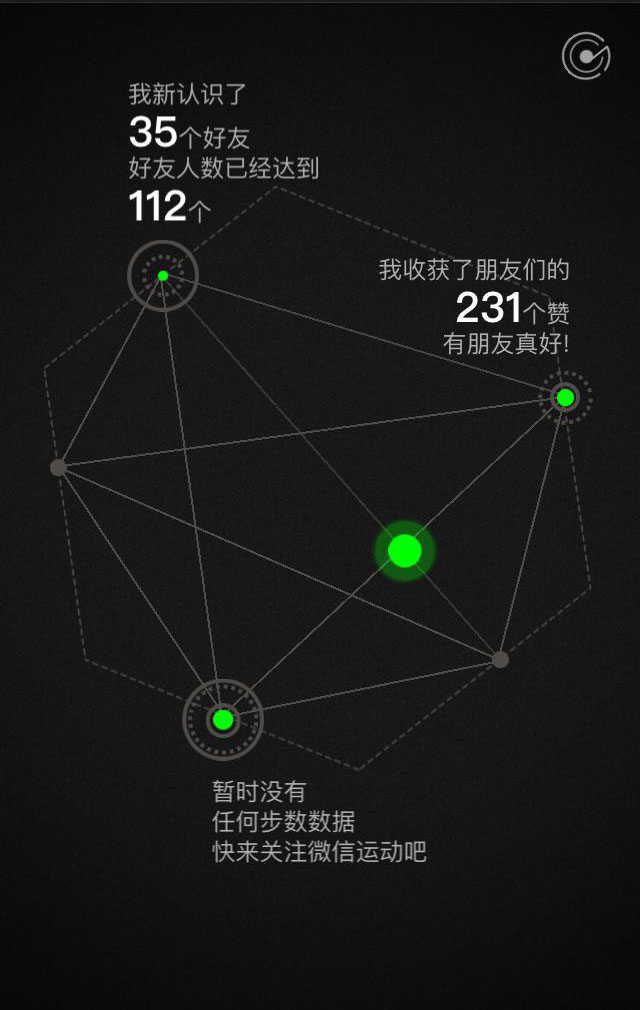 我新认识了
35个好友
好友人数已经达到
112个
我收获了朋友们的
231个赞
有朋友真好!
暂时没有
任何步数数据
快来关注微信运动吧